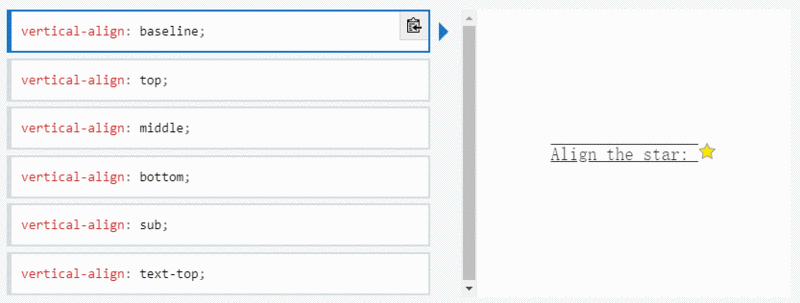 vertical-align: baseline;
vertical-align: top;
vertical-align: middle;
vertical-align: bottom;
vertical-align: sub;
vertical-align: text-top;
Align the star: